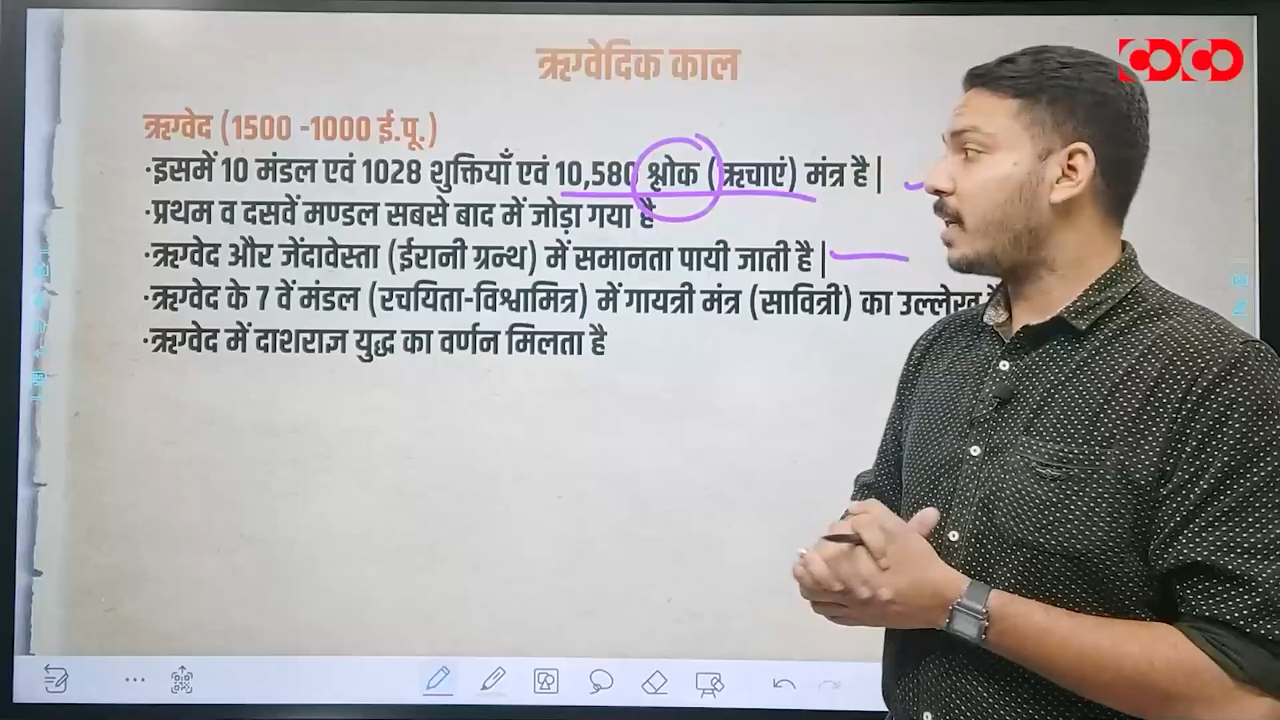 ऋग्वेदिक काल
ऋग्वेद (1500 -1000 ई.पू.)
·इसमें 10 मंडल एवं 1028 शुक्तियाँ एवं 10,580 श्लोक (ऋचाएं) मंत्र है |
·प्रथम व दसवें मण्डल सबसे बाद में जोड़ा गया है
·ऋग्वेद और जेंदावेस्ता (ईरानी ग्रन्थ) में समानता पायी जाती है |
·ऋग्वेद के 7 वें मंडल (रचयिता-विश्वामित्र) में गायत्री मंत्र (सावित्री) का उल्लेख
·ऋग्वेद में दाशराज्ञ युद्ध का वर्णन मिलता है